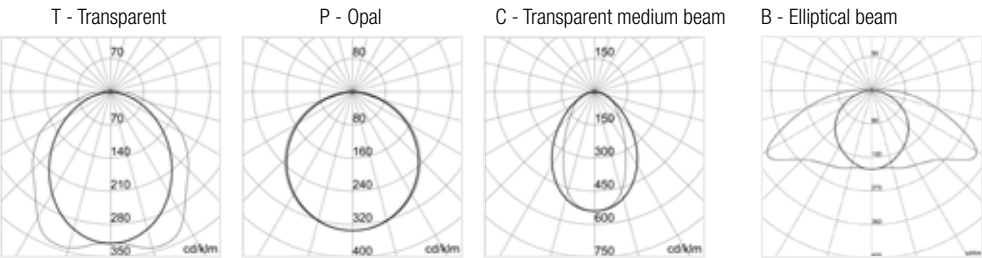 T - Transparent
P - Opal
C - Transparent medium beam
B - Elliptical beam
70
70
140
210
280
350
cd/klm
80
80
160
240
320
400
cd/klm
150
150
300
450
600
750
cd/klm